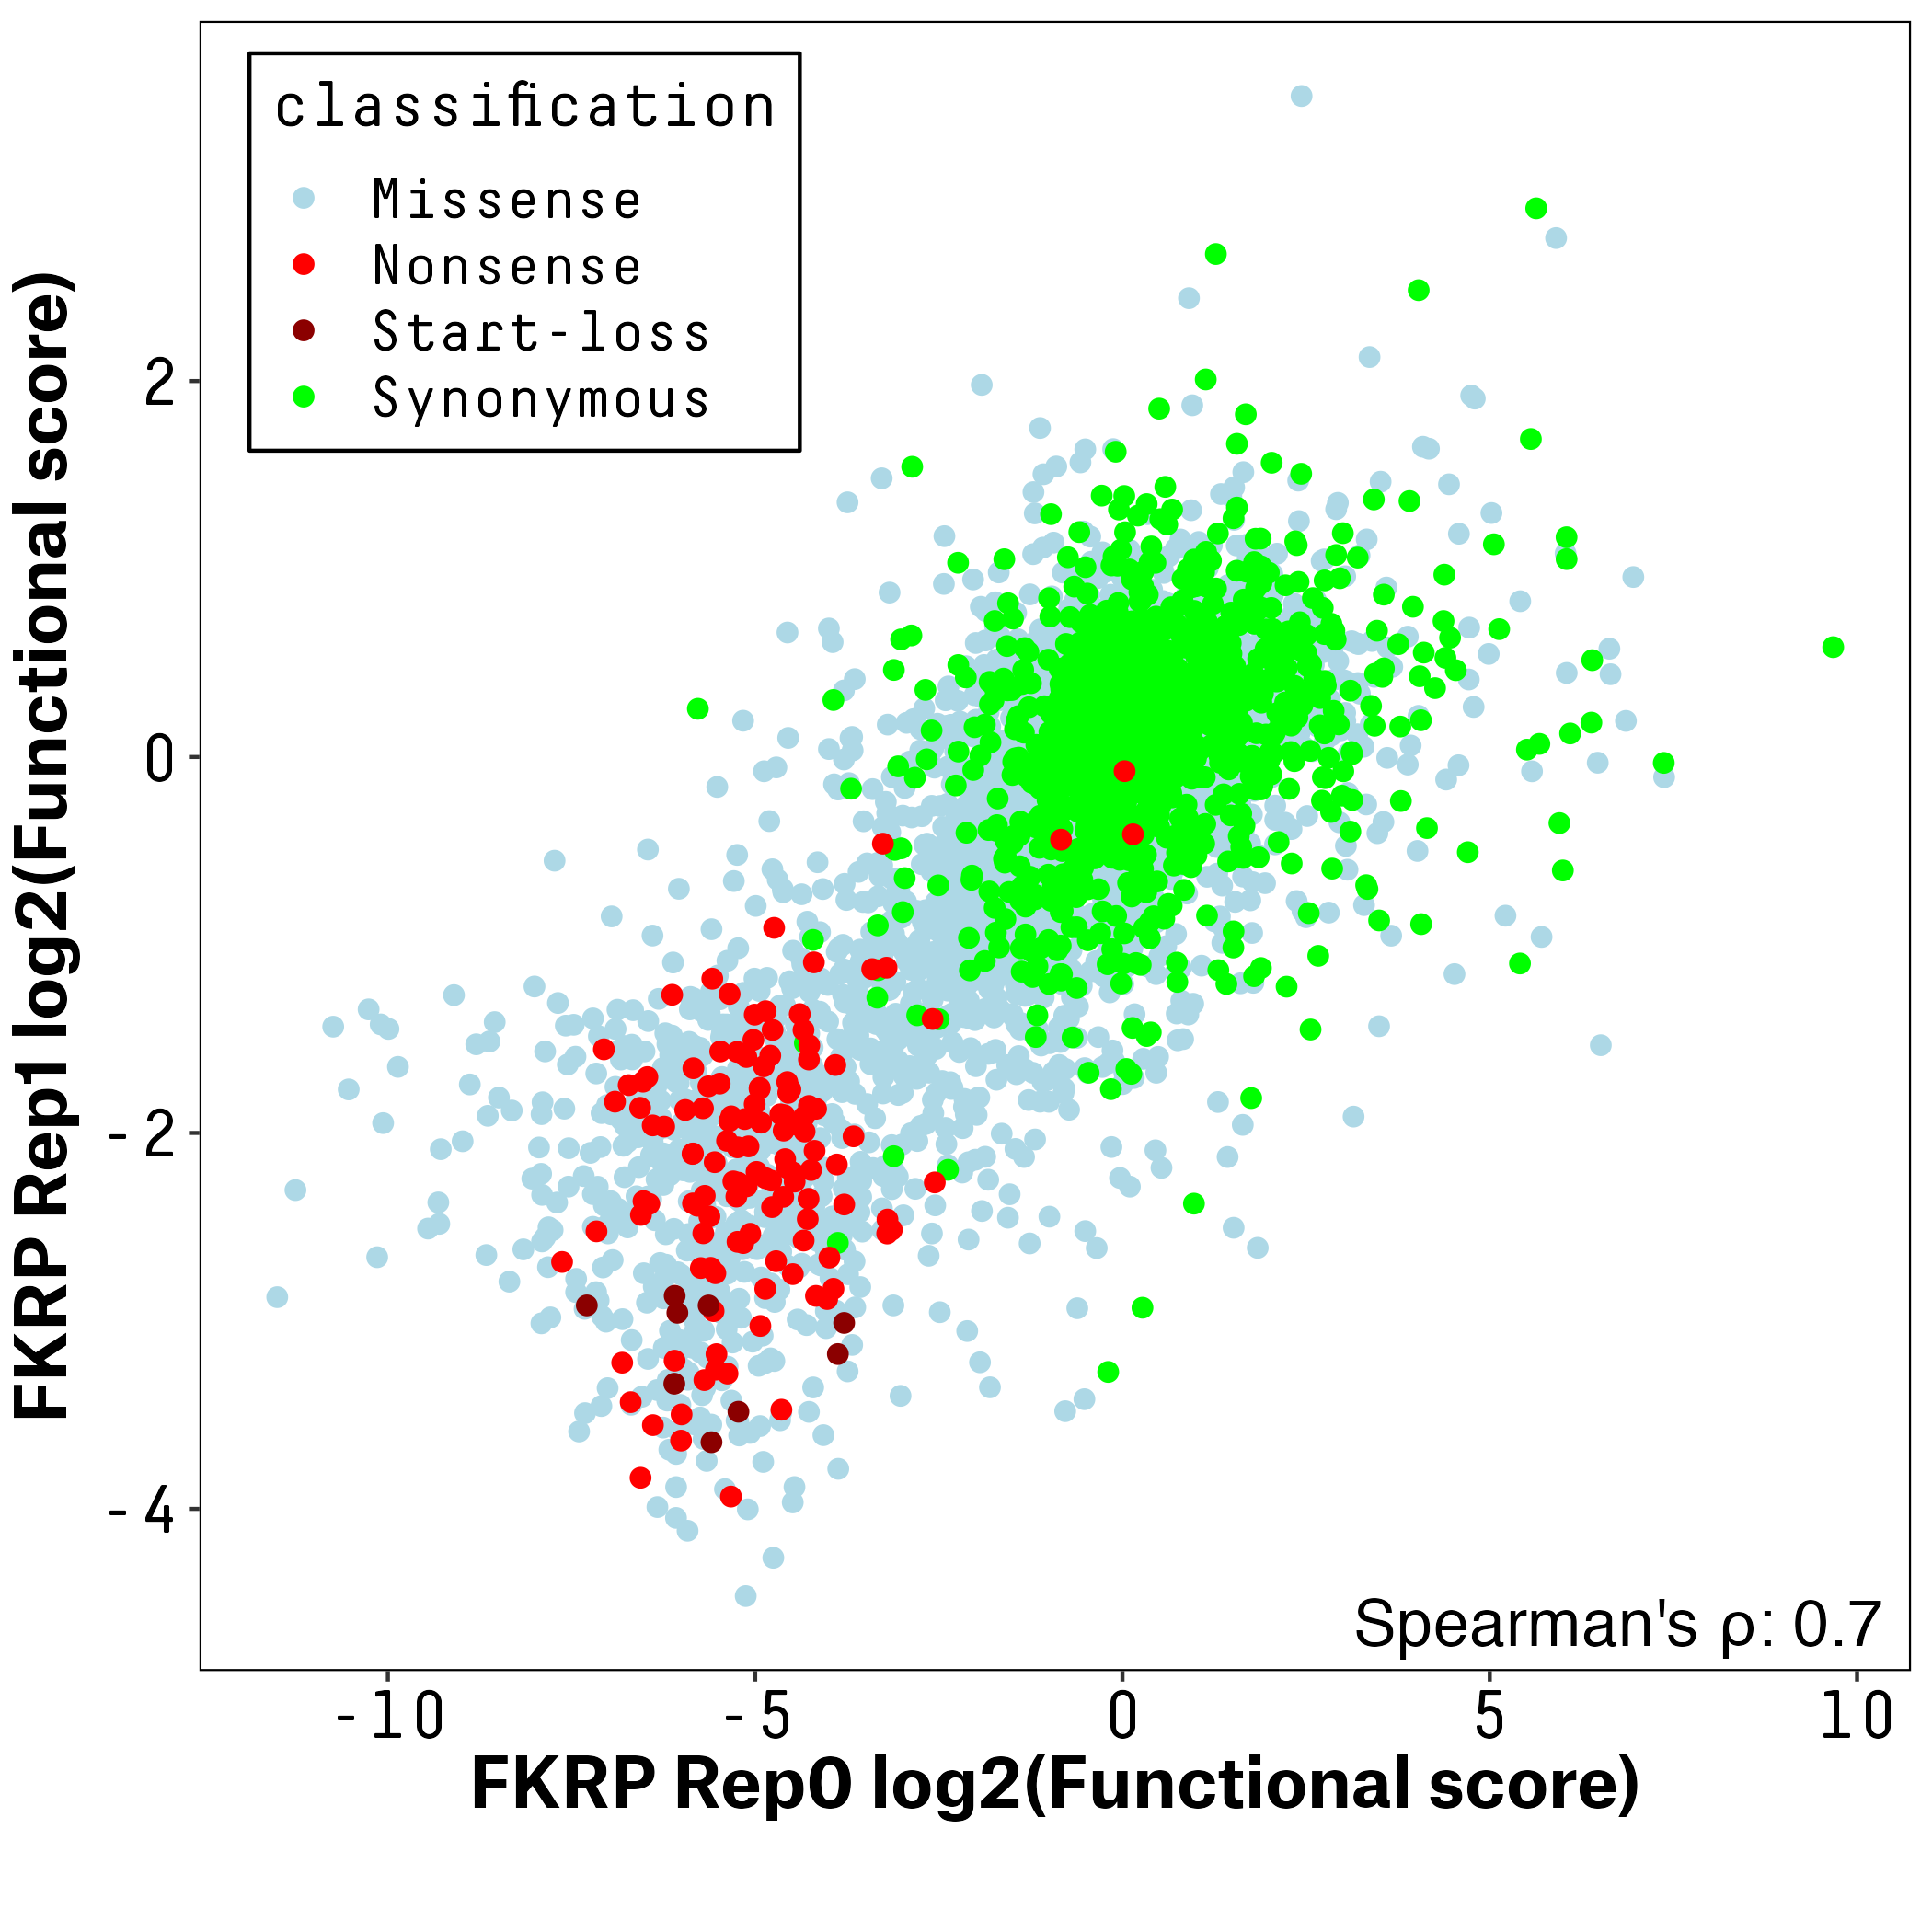 classification
Missense
Nonsense
Start-loss
Synonymous
FKRP Rep1 log2(Functional score)
2
0
-2
-4
Spearman's ρ: 0.7
-10 -5 0 5 10
FKRP Rep0 log2(Functional score)